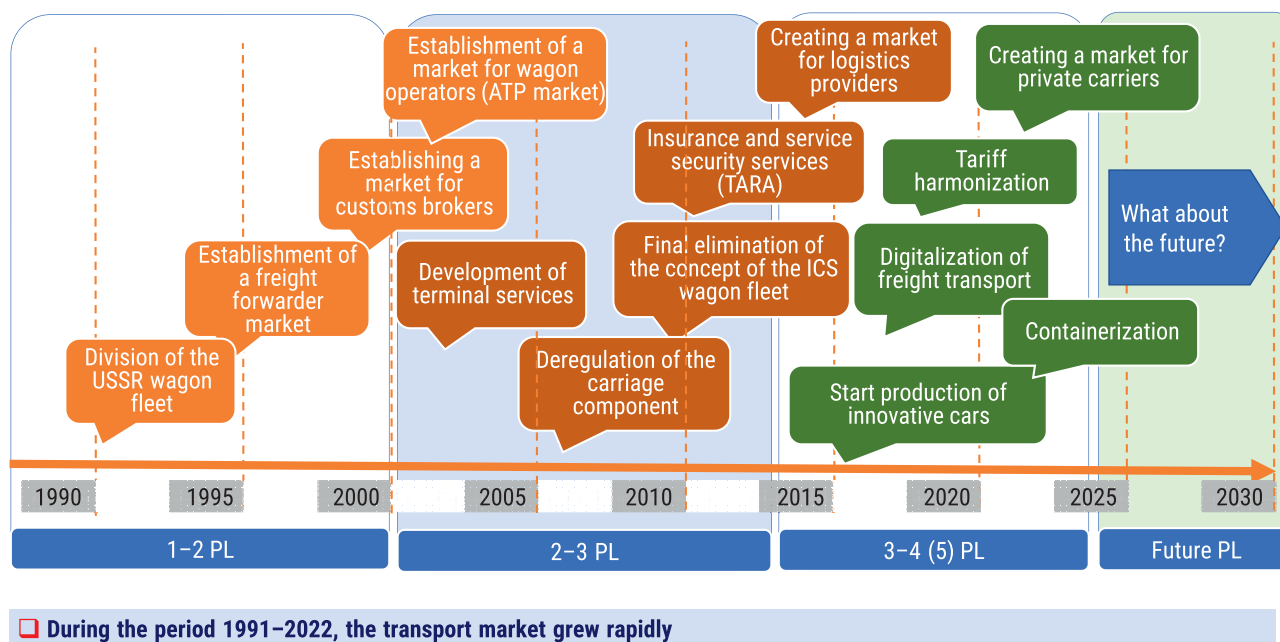 Establishment of a
market for wagon
operators (ATP market)
Creating a market
for logistics
providers
Creating a market for
private carriers
Establishing a
market for
customs brokers
Insurance and service
security services
(TARA)
Tariff
harmonization
Establishment of
a freight
forwarder
market
Development of
terminal services
Final elimination of
the concept of the ICS
wagon fleet
Digitalization of
freight transport
What about
the future?
Division of the
USSR wagon
fleet
Deregulation of the
carriage
component
Start production of
innovative cars
Containerization
1990
1995
2000
2005
2010
2015
2020
2025
2030
1–2 PL
2–3 PL
3–4 (5) PL
Future PL
❑ During the period 1991–2022, the transport market grew rapidly